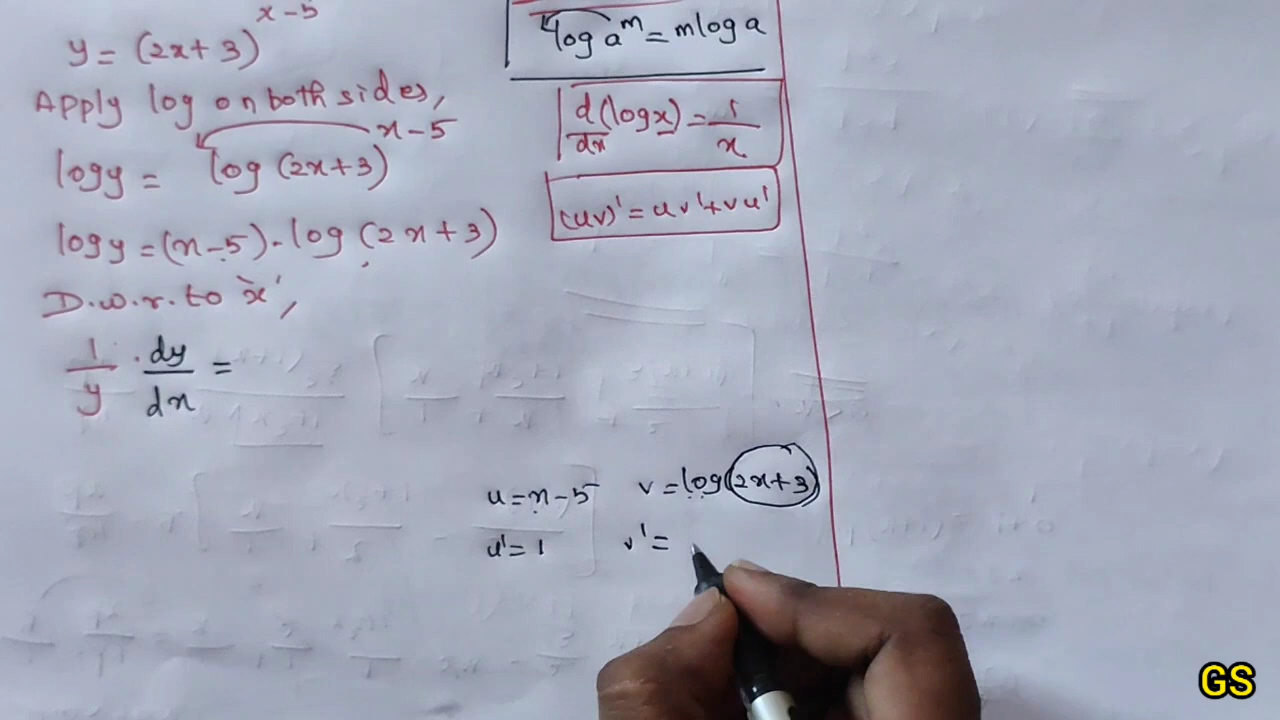 y = (2x+3)^{x-5}
Apply log on both sides,
log y = log (2x+3)^{x-5}
log y = (x-5) . log (2x+3)
D.w.r.to 'x',
1/y . dy/dx =
log a^m = m log a
d/dx (log x) = 1/x
(uv)' = uv' + vu'
u = x-5 v = log(2x+3)
u' = 1 v' =
GS